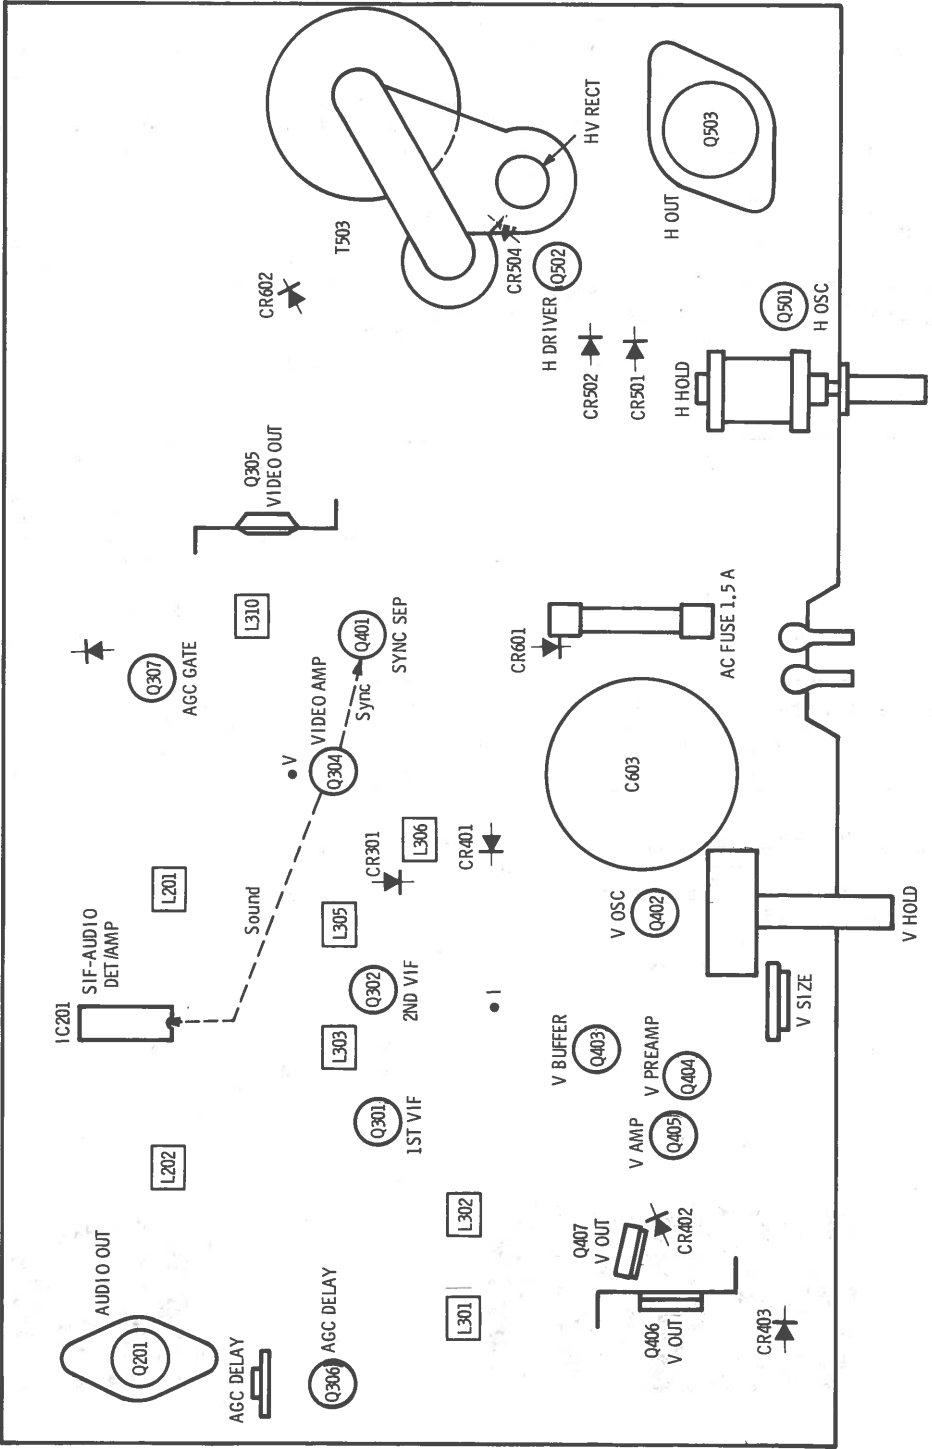 Q201
AUDIO OUT
L202
IC201
SIF-AUDIO
DET/AMP
L201
Q307
AGC GATE
AGC DELAY
Q306
AGC DELAY
Sound
V
L310
Q305
VIDEO OUT
CR602
T503
Q301
1ST VIF
L303
Q302
2ND VIF
L305
CR301
L306
Q304
VIDEO AMP
Sync
Q401
SYNC SEP
L301
L302
I
CR401
CR601
CR504
Q502
H DRIVER
HV RECT
Q406
V OUT
Q407
V OUT
CR402
V BUFFER
Q403
V PREAMP
Q404
V AMP
Q405
V OSC
Q402
C603
AC FUSE 1.5 A
CR502
CR501
H HOLD
H OUT
Q503
Q501
H OSC
CR403
V SIZE
V HOLD